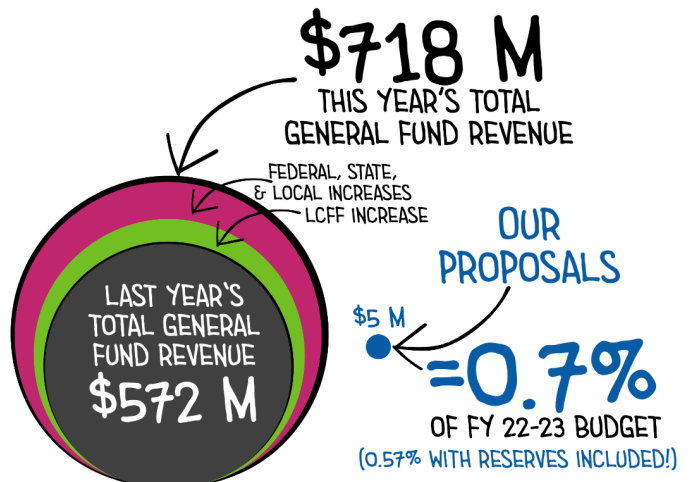 $718 M
THIS YEAR'S TOTAL
GENERAL FUND REVENUE
FEDERAL, STATE,
& LOCAL INCREASES
LCFF INCREASE
LAST YEAR'S
TOTAL GENERAL
FUND REVENUE
$572 M
OUR
PROPOSALS
$5 M
=0.7%
OF FY 22-23 BUDGET
(0.57% WITH RESERVES INCLUDED!)